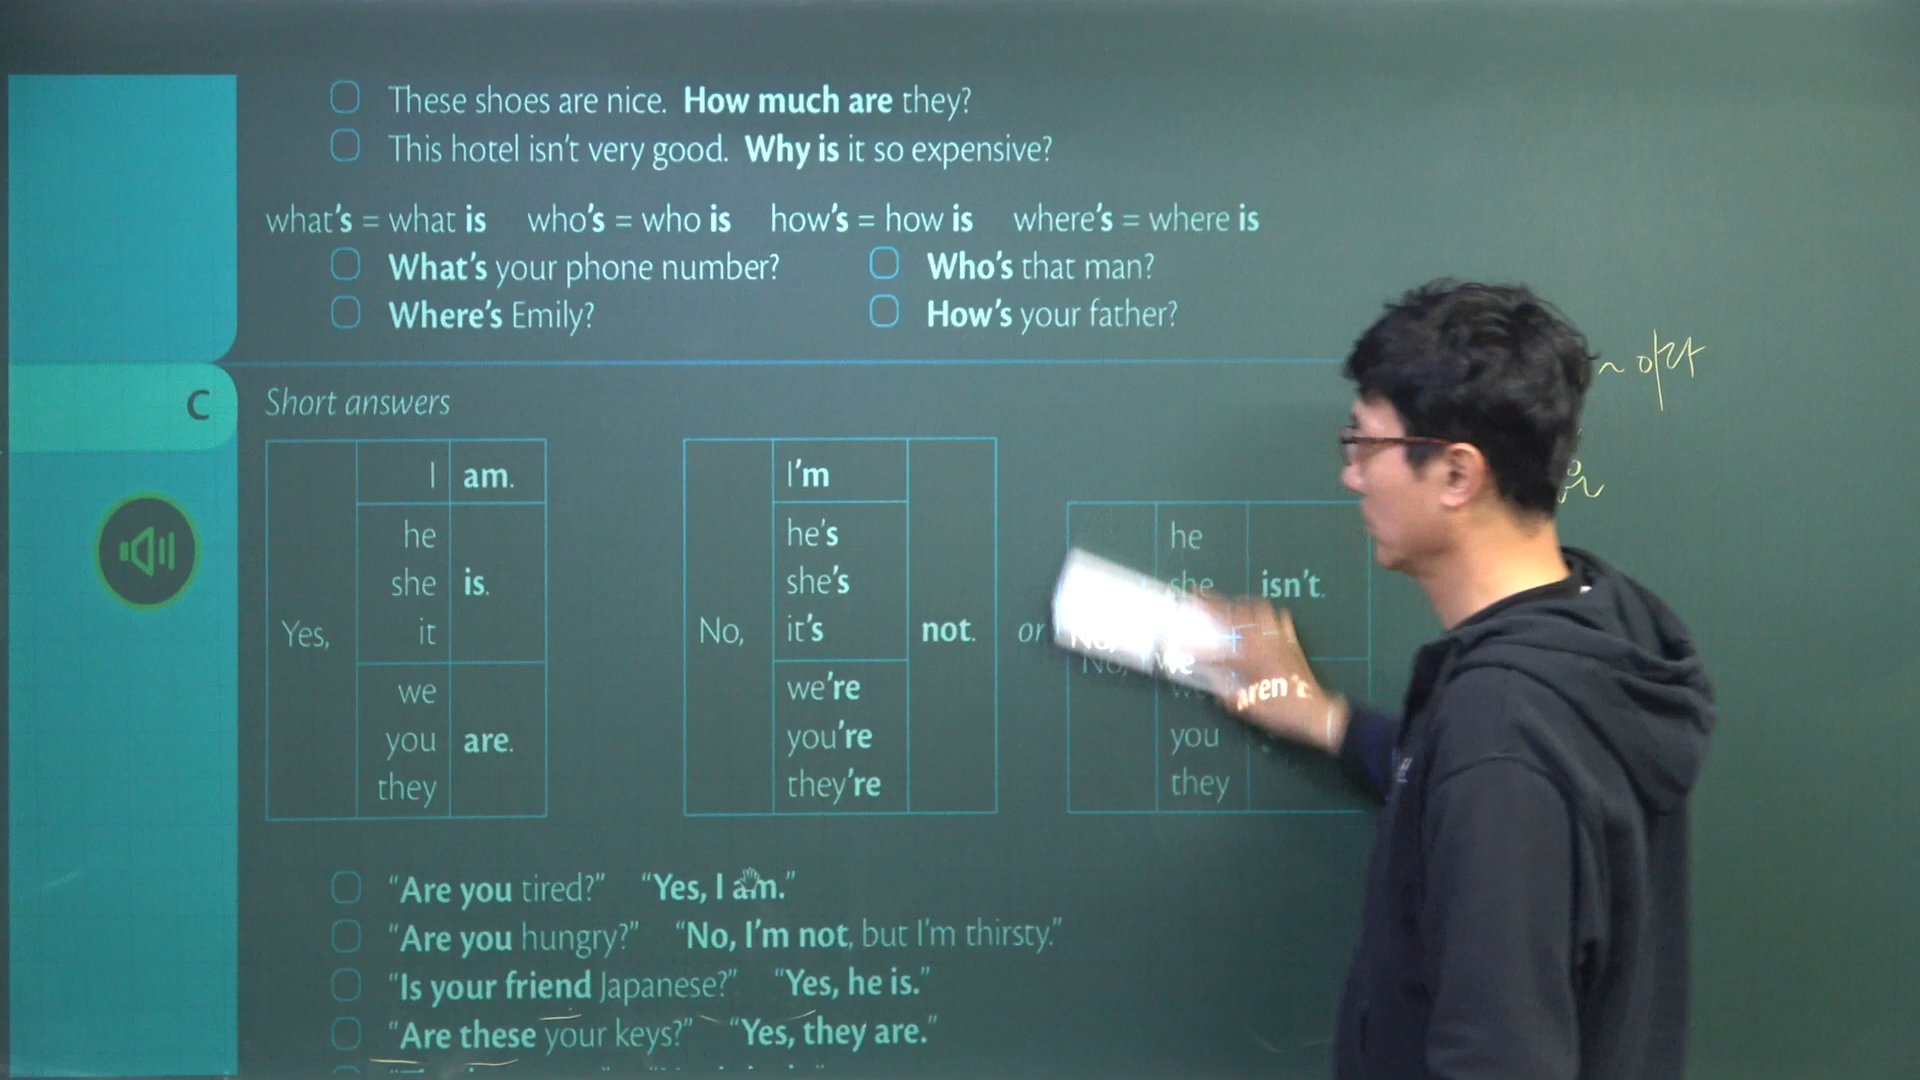 These shoes are nice. How much are they?
This hotel isn't very good. Why is it so expensive?
what's = what is who's = who is how's = how is where's = where is
What's your phone number? Who's that man?
Where's Emily? How's your father?
C Short answers
Yes,
I am.
he
she is.
it
we
you are.
they
No,
I'm
he's
she's
it's
we're
you're
they're
not.
or
No,
he
she isn't.
we aren't
you
they
"Are you tired?" "Yes, I am."
"Are you hungry?" "No, I'm not, but I'm thirsty."
"Is your friend Japanese?" "Yes, he is."
"Are these your keys?" "Yes, they are."